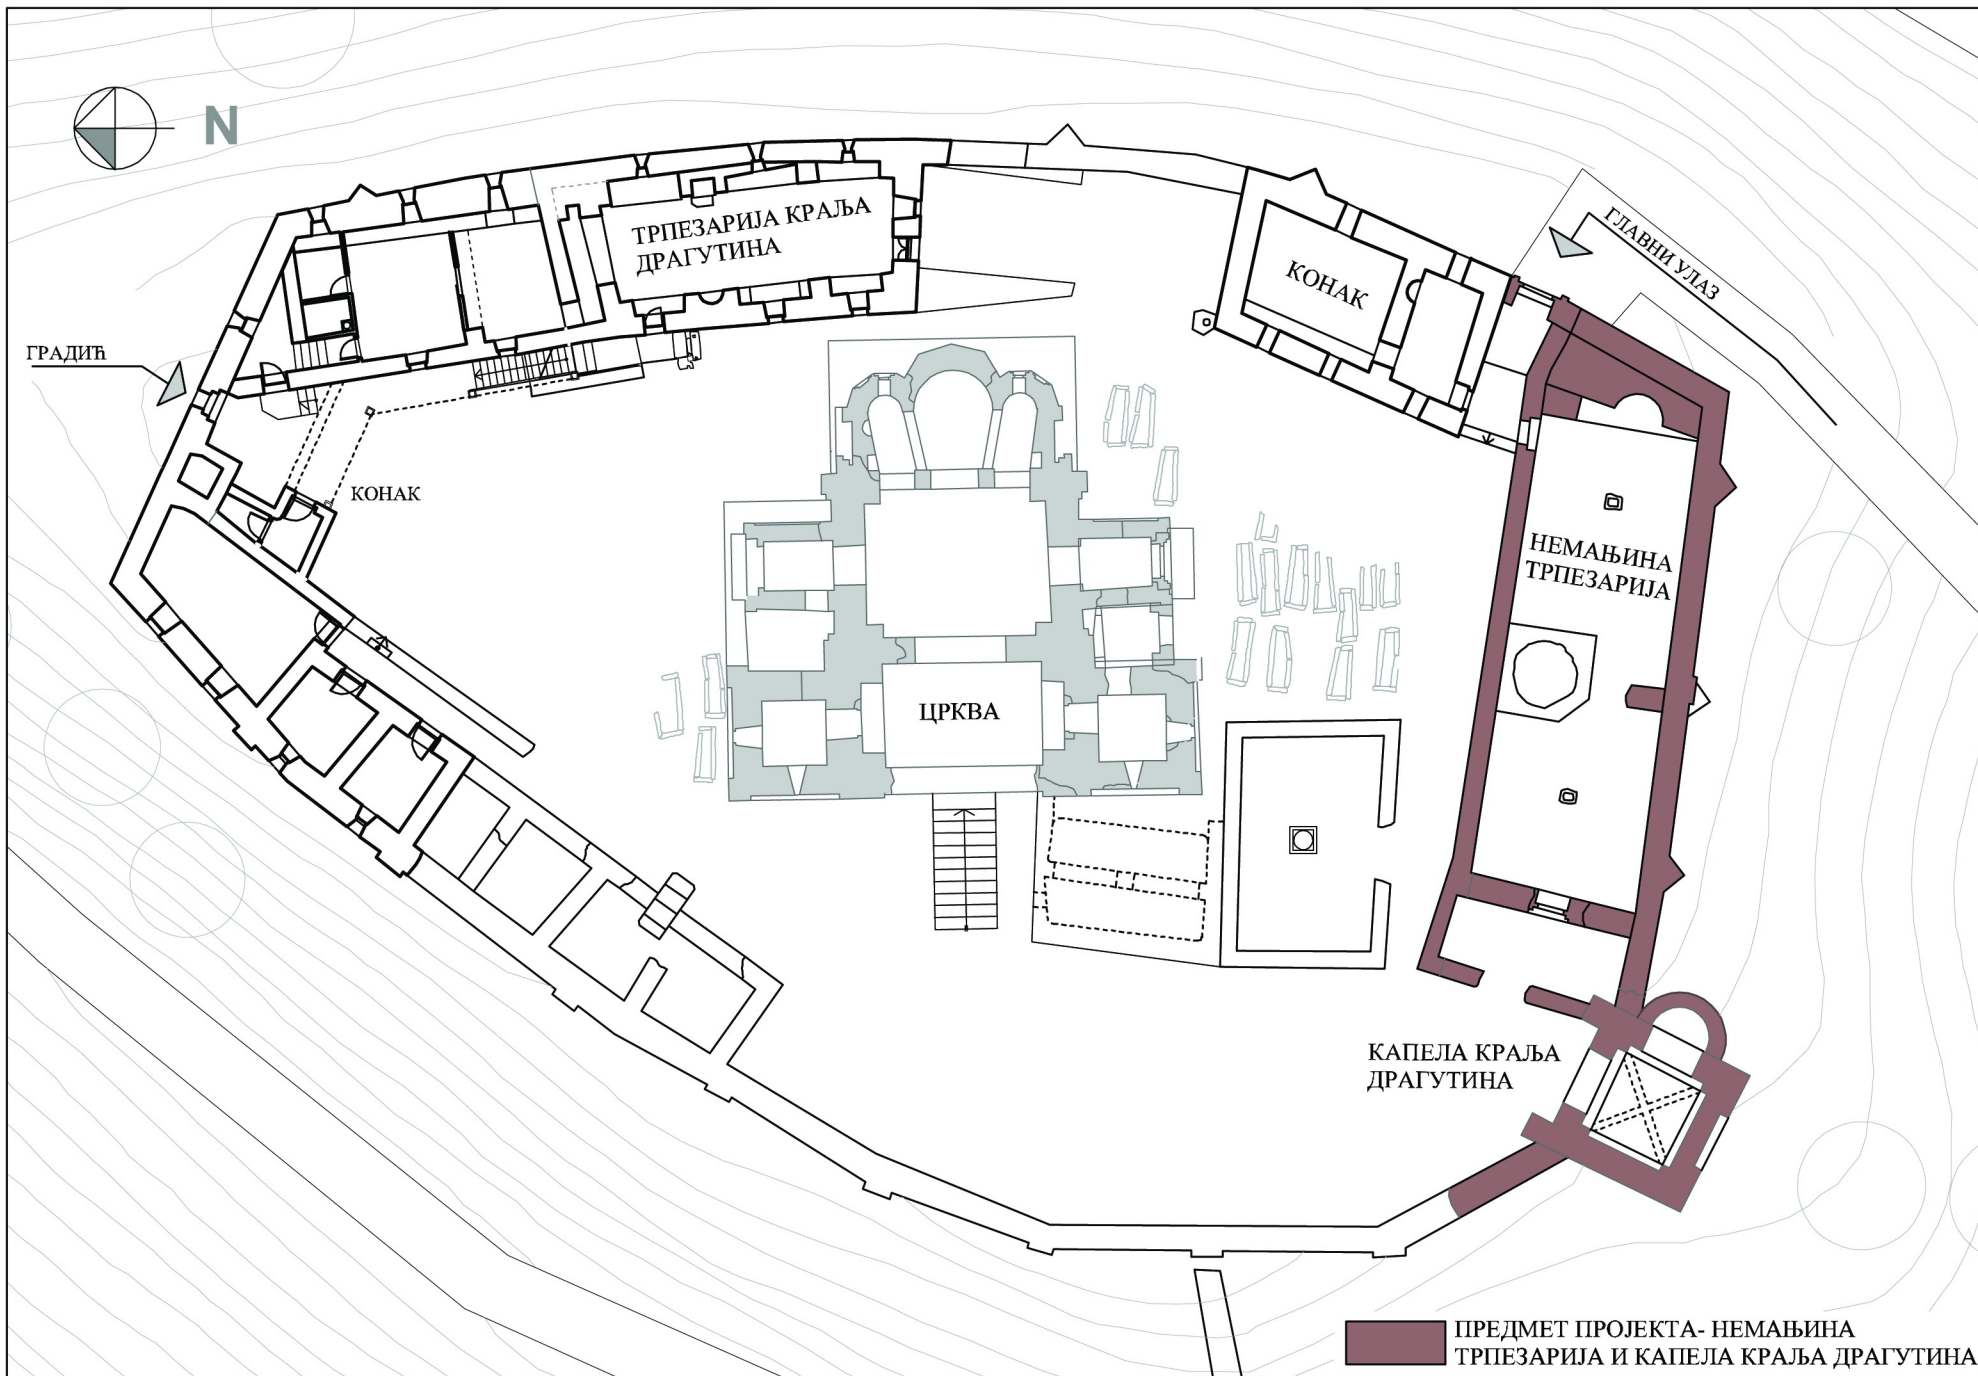 N
ТРПЕЗАРИЈА КРАЉА
ДРАГУТИНА
ГЛАВНИ УЛАЗ
КОНАК
ГРАДИЋ
КОНАК
НЕМАЊИНА
ТРПЕЗАРИЈА
ЦРКВА
КАПЕЛА КРАЉА
ДРАГУТИНА
ПРЕДМЕТ ПРОЈЕКТА- НЕМАЊИНА
ТРПЕЗАРИЈА И КАПЕЛА КРАЉА ДРАГУТИНА